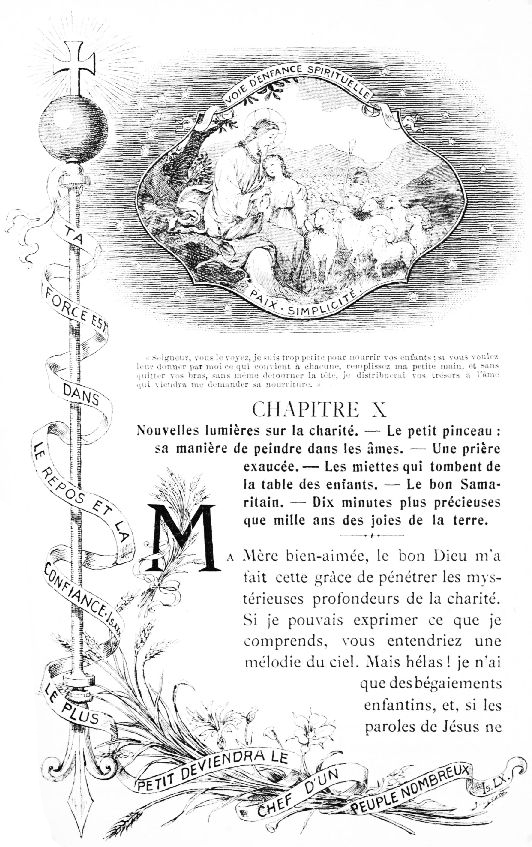 VOIE D'ENFANCE SPIRITUELLE
PAIX · SIMPLICITÉ
« Seigneur, vous le voyez, je suis trop petite pour nourrir vos enfants ; si vous voulez
leur donner par moi ce qui convient à chacune, remplissez ma petite main, et sans
quitter vos bras, sans même détourner la tête, je distribuerai vos trésors à l'âme
qui viendra me demander sa nourriture. »
CHAPITRE X
Nouvelles lumières sur la charité. — Le petit pinceau :
sa manière de peindre dans les âmes. — Une prière
exaucée. — Les miettes qui tombent de
la table des enfants. — Le bon Sama-
ritain. — Dix minutes plus précieuses
que mille ans des joies de la terre.
MA Mère bien-aimée, le bon Dieu m'a
fait cette grâce de pénétrer les mys-
térieuses profondeurs de la charité.
Si je pouvais exprimer ce que je
comprends, vous entendriez une
mélodie du ciel. Mais hélas ! je n'ai
que des bégaiements
enfantins, et, si les
paroles de Jésus ne
TA
FORCE EST
DANS
LE REPOS ET LA
CONFIANCE · Isaï
LE PLUS
PETIT DEVIENDRA LE
CHEF D'UN
PEUPLE NOMBREUX
Is. LX.